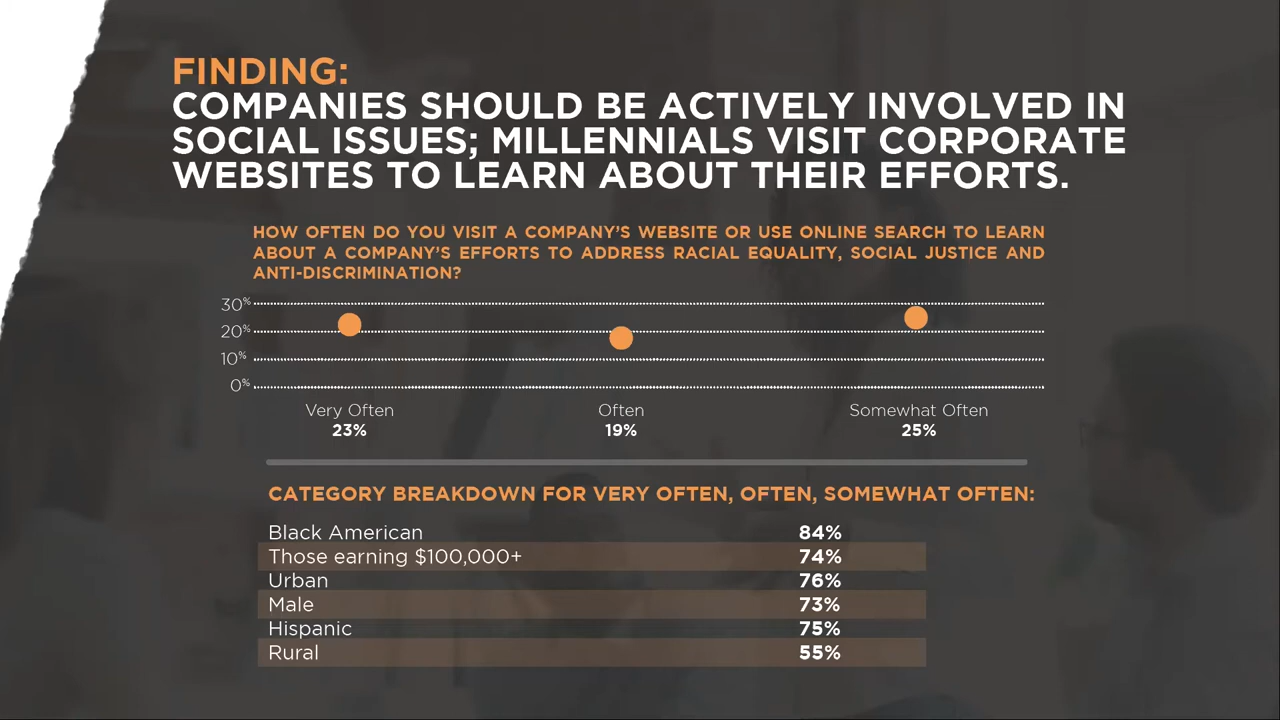 FINDING:
COMPANIES SHOULD BE ACTIVELY INVOLVED IN
SOCIAL ISSUES; MILLENNIALS VISIT CORPORATE
WEBSITES TO LEARN ABOUT THEIR EFFORTS.
HOW OFTEN DO YOU VISIT A COMPANY'S WEBSITE OR USE ONLINE SEARCH TO LEARN
ABOUT A COMPANY'S EFFORTS TO ADDRESS RACIAL EQUALITY, SOCIAL JUSTICE AND
ANTI-DISCRIMINATION?
30%
20%
10%
0%
Very Often Often Somewhat Often
23% 19% 25%
CATEGORY BREAKDOWN FOR VERY OFTEN, OFTEN, SOMEWHAT OFTEN:
Black American 84%
Those earning $100,000+ 74%
Urban 76%
Male 73%
Hispanic 75%
Rural 55%